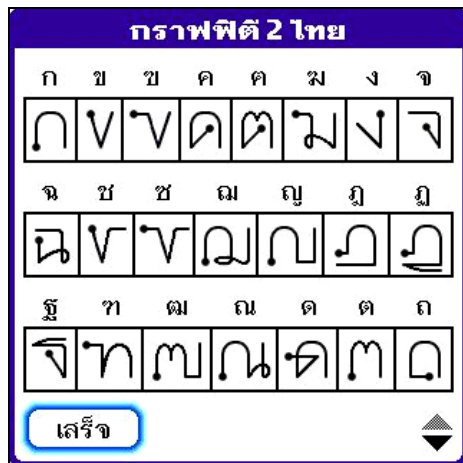 กราฟฟิตี 2 ไทย
ก ข ฃ ค ฅ ฆ ง จ
ฉ ช ซ ฌ ญ ฎ ฏ
ฐ ฑ ฒ ณ ด ต ถ
เสร็จ